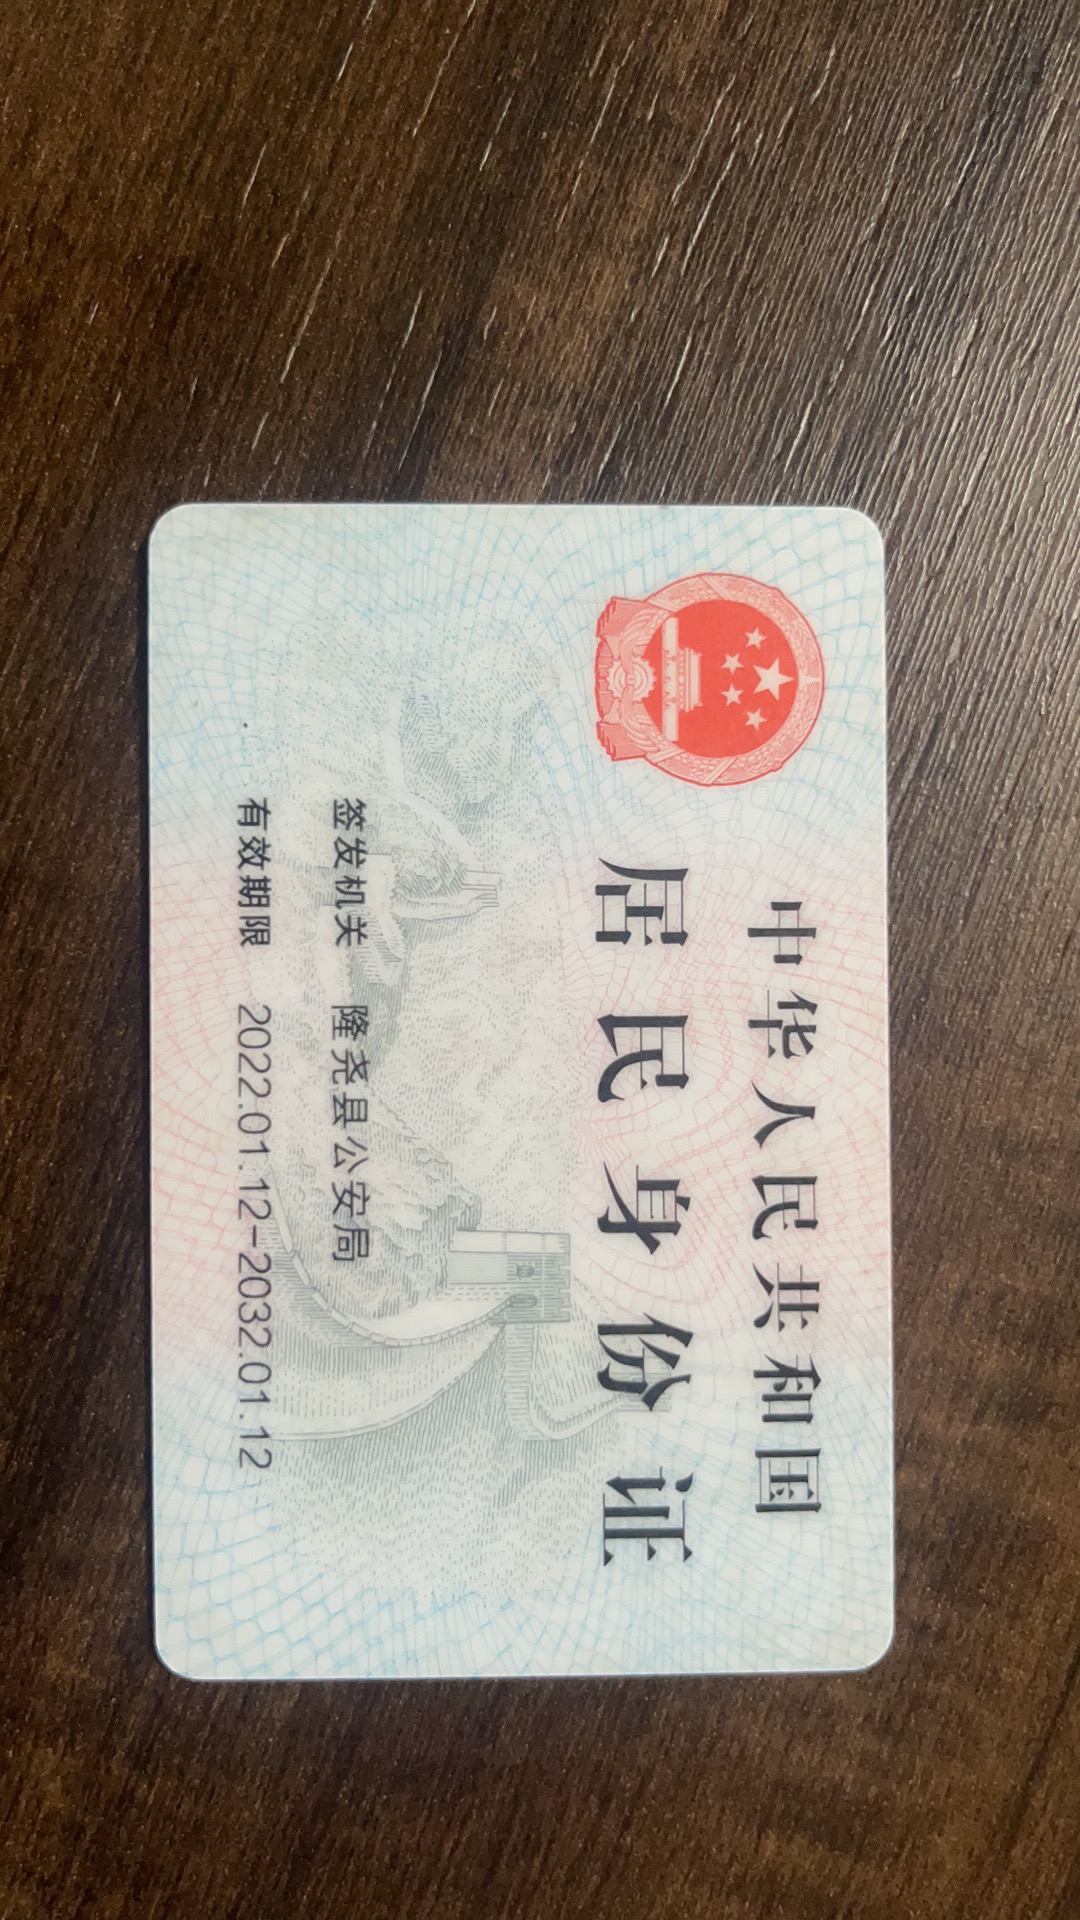 中华人民共和国
居民身份证
签发机关 隆尧县公安局
有效期限 2022.01.12-2032.01.12